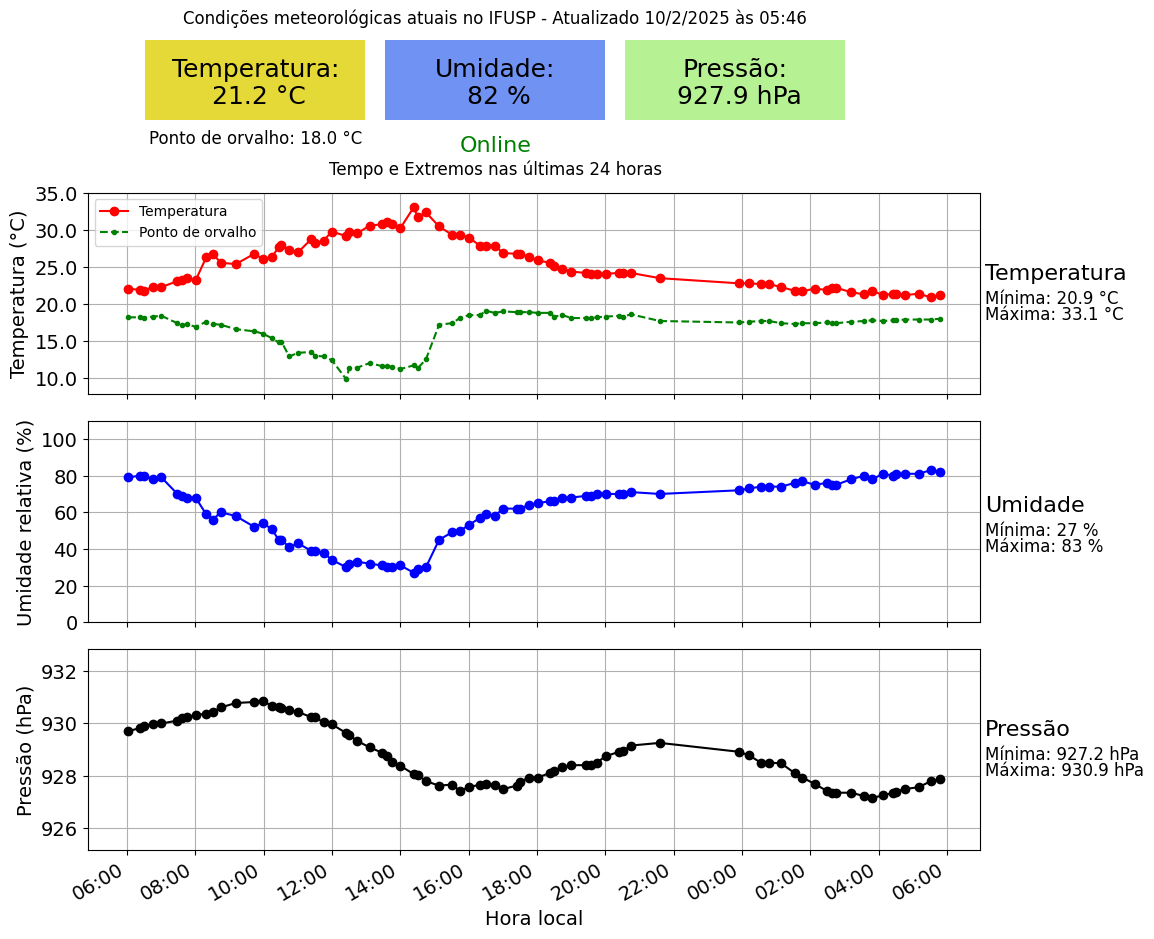 Condições meteorológicas atuais no IFUSP - Atualizado 10/2/2025 às 05:46
Temperatura:
21.2 °C
Umidade:
82 %
Pressão:
927.9 hPa
Ponto de orvalho: 18.0 °C
Online
Tempo e Extremos nas últimas 24 horas
Temperatura (°C)
35.0
30.0
25.0
20.0
15.0
10.0
Temperatura
Ponto de orvalho
Temperatura
Mínima: 20.9 °C
Máxima: 33.1 °C
Umidade relativa (%)
100
80
60
40
20
0
Umidade
Mínima: 27 %
Máxima: 83 %
Pressão (hPa)
932
930
928
926
Pressão
Mínima: 927.2 hPa
Máxima: 930.9 hPa
06:00 08:00 10:00 12:00 14:00 16:00 18:00 20:00 22:00 00:00 02:00 04:00 06:00
Hora local